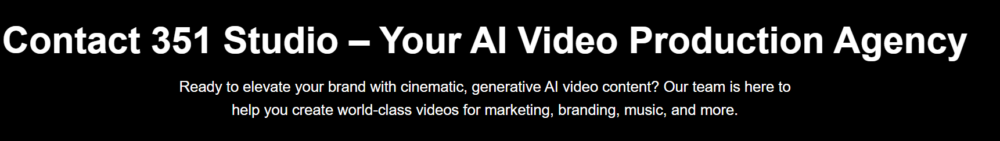 Contact 351 Studio – Your AI Video Production Agency
Ready to elevate your brand with cinematic, generative AI video content? Our team is here to
help you create world-class videos for marketing, branding, music, and more.